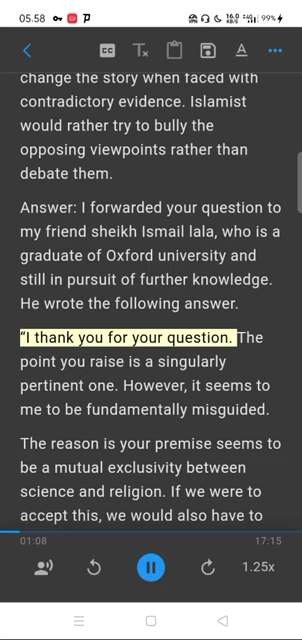 05.58
16.0 KB/S
99%
CC
change the story when faced with
contradictory evidence. Islamist
would rather try to bully the
opposing viewpoints rather than
debate them.
Answer: I forwarded your question to
my friend sheikh Ismail lala, who is a
graduate of Oxford university and
still in pursuit of further knowledge.
He wrote the following answer.
“I thank you for your question. The
point you raise is a singularly
pertinent one. However, it seems to
me to be fundamentally misguided.
The reason is your premise seems to
be a mutual exclusivity between
science and religion. If we were to
accept this, we would also have to
01:08
17:15
1.25x